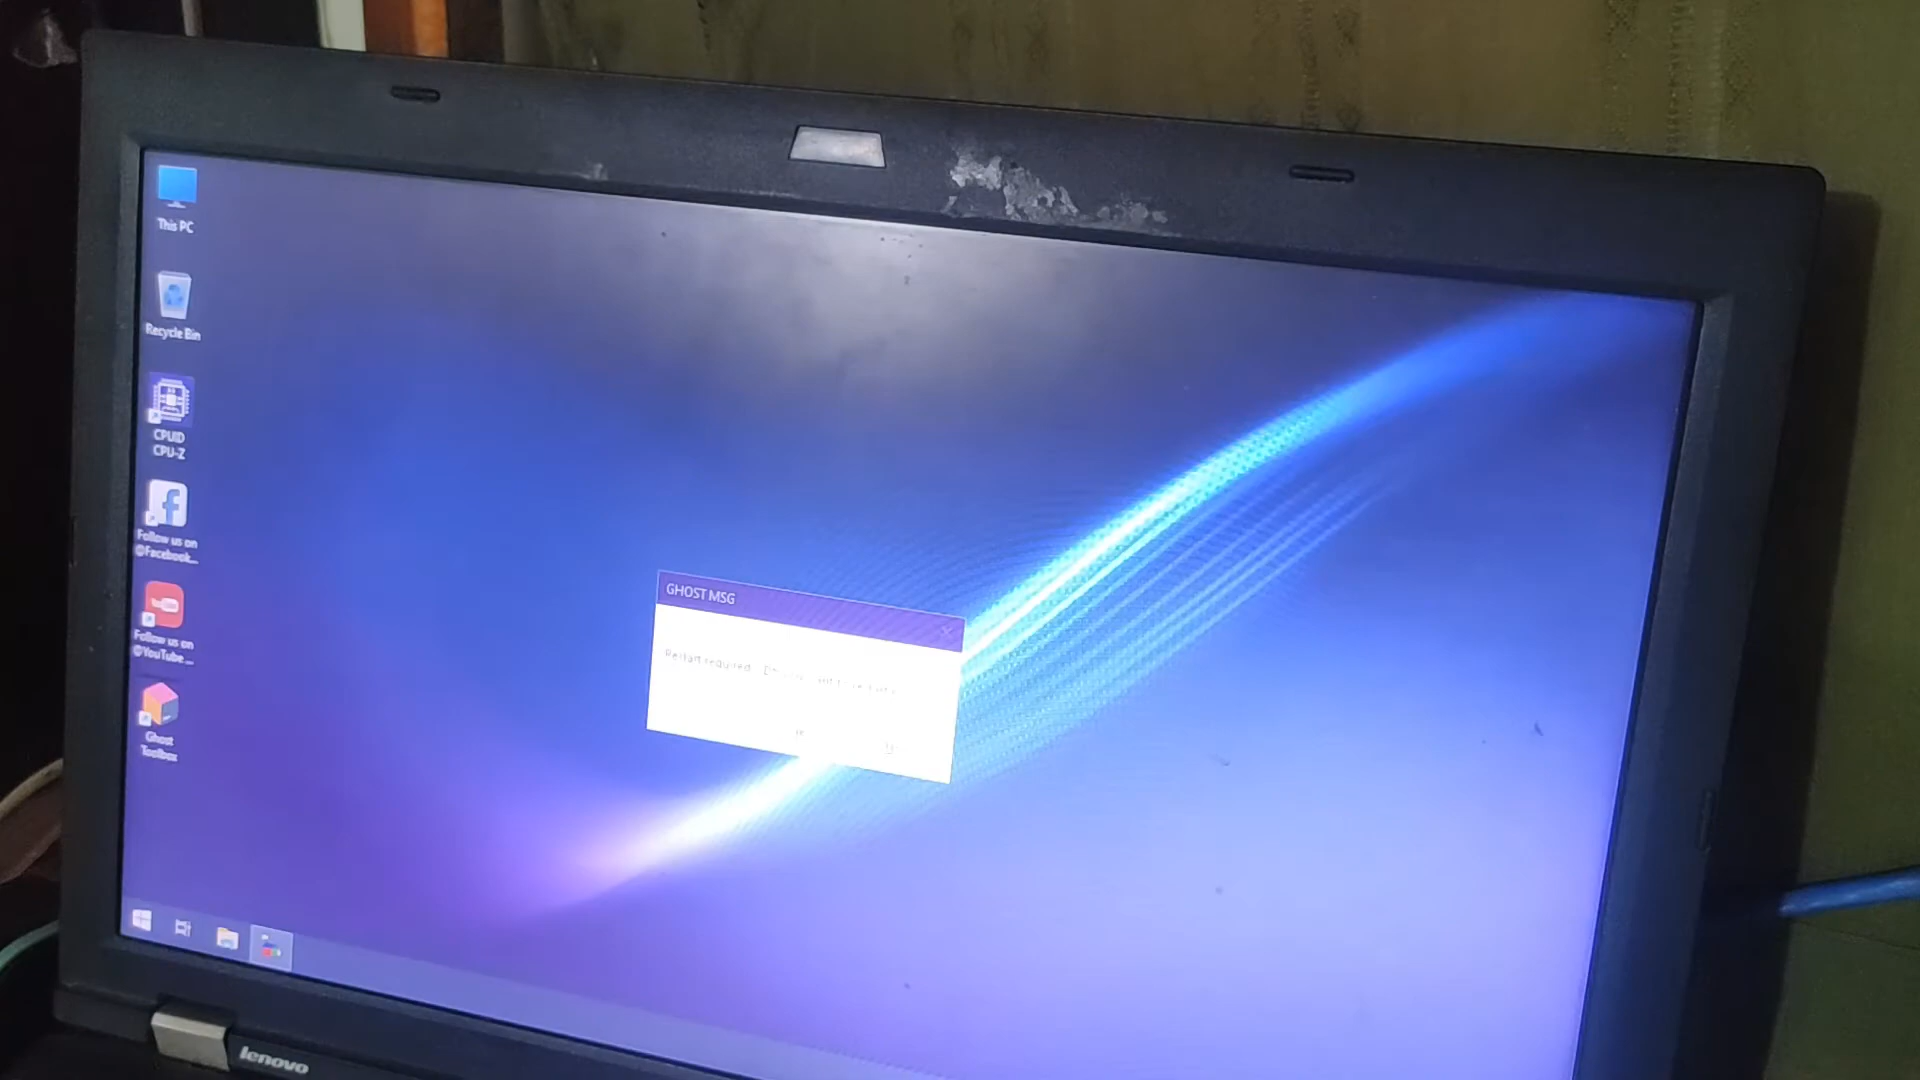 This PC
Recycle Bin
CPUID
CPU-Z
Follow us on
@Facebook...
Follow us on
@YouTube ...
Ghost
Toolbox
GHOST MSG
Restart required.
lenovo